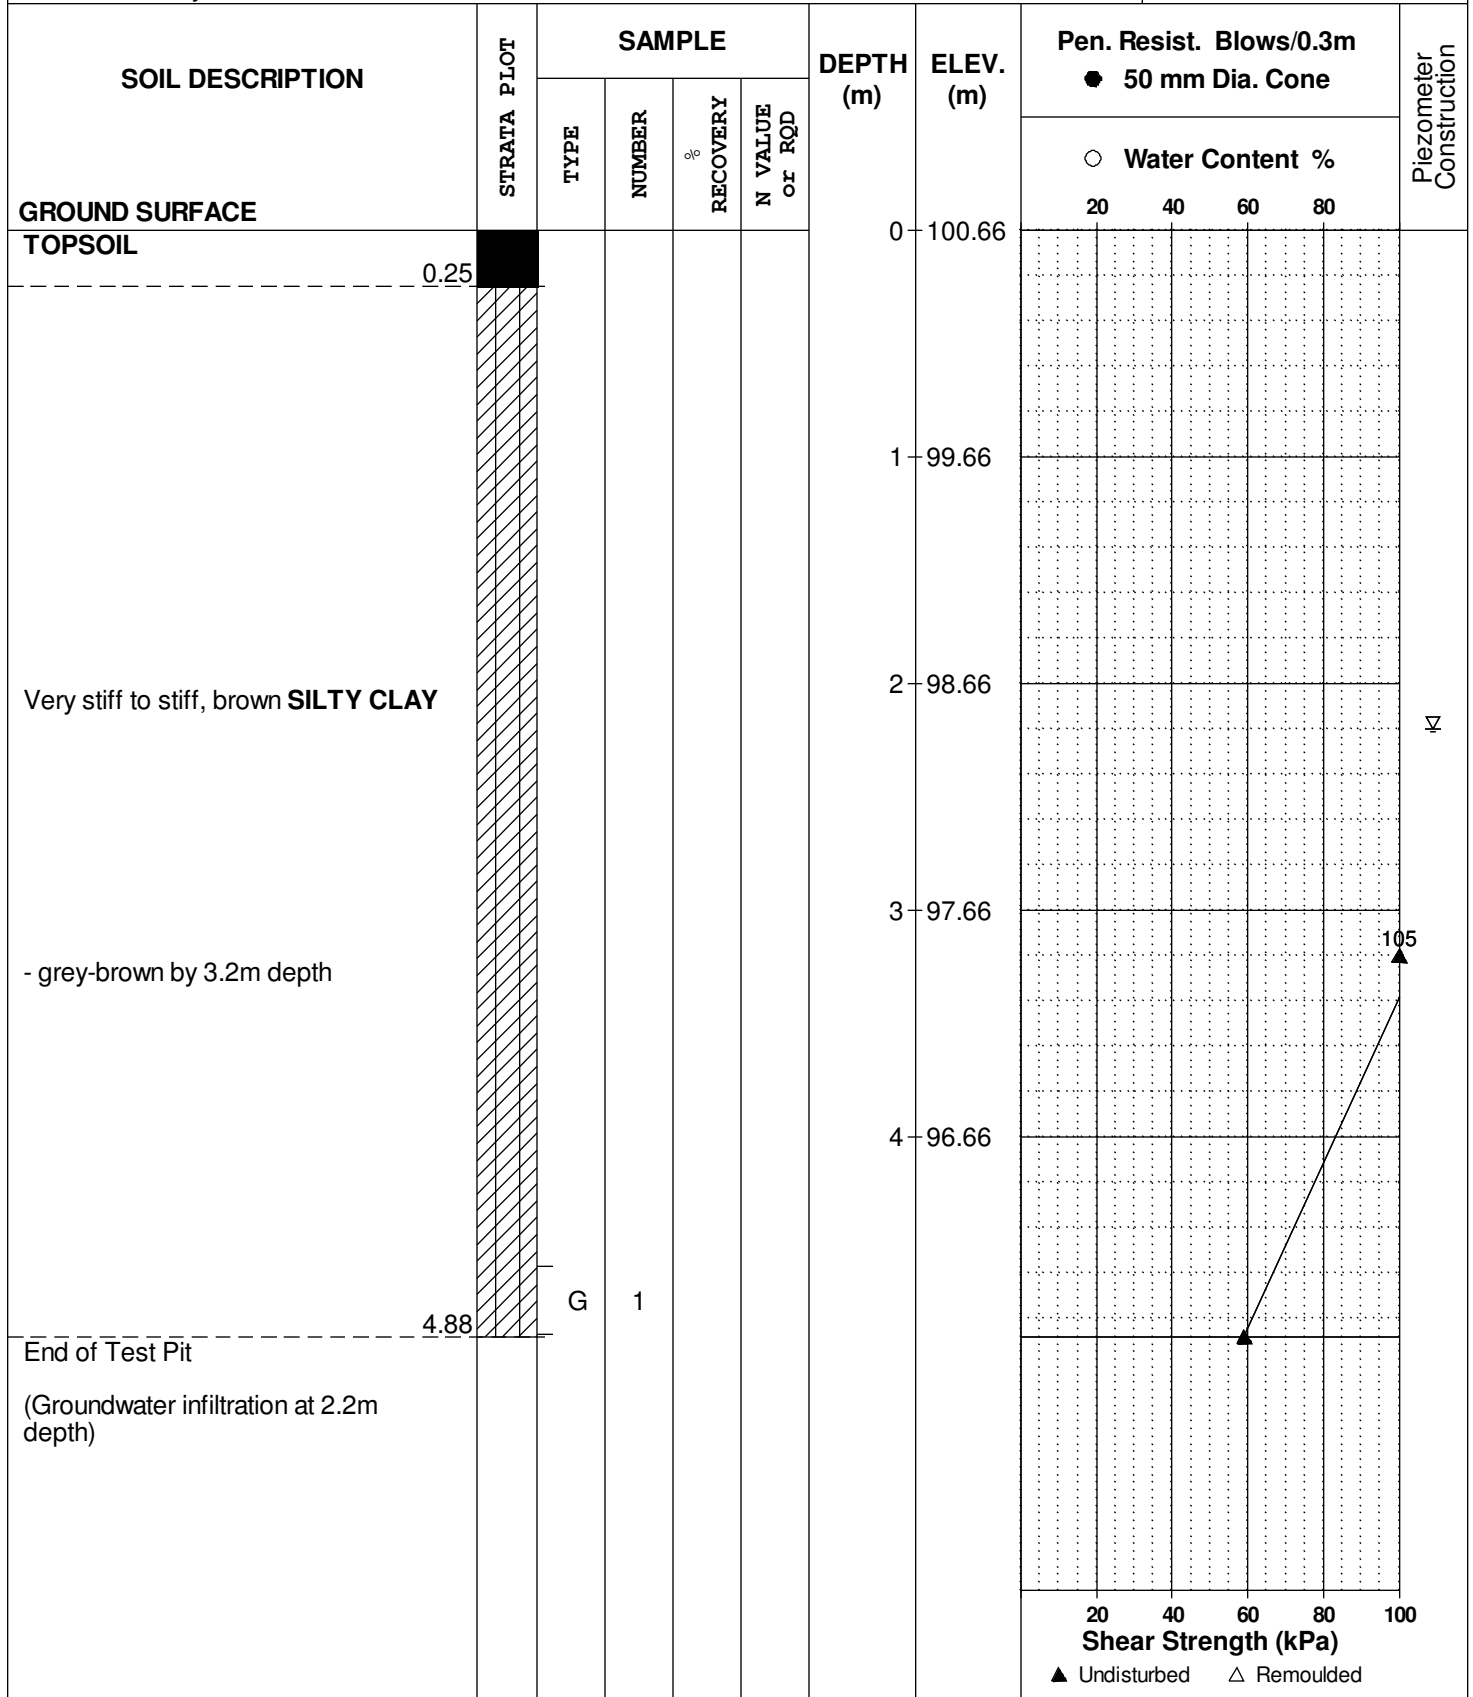 SOIL DESCRIPTION
GROUND SURFACE
STRATA PLOT
SAMPLE
TYPE
NUMBER
%
RECOVERY
N VALUE
or RQD
DEPTH
(m)
ELEV.
(m)
Pen. Resist. Blows/0.3m
● 50 mm Dia. Cone
○ Water Content %
20 40 60 80
Piezometer
Construction
TOPSOIL
0.25
0 100.66
1 99.66
2 98.66
Very stiff to stiff, brown SILTY CLAY
3 97.66
105
- grey-brown by 3.2m depth
4 96.66
G 1
4.88
End of Test Pit
(Groundwater infiltration at 2.2m
depth)
20 40 60 80 100
Shear Strength (kPa)
▲ Undisturbed △ Remoulded